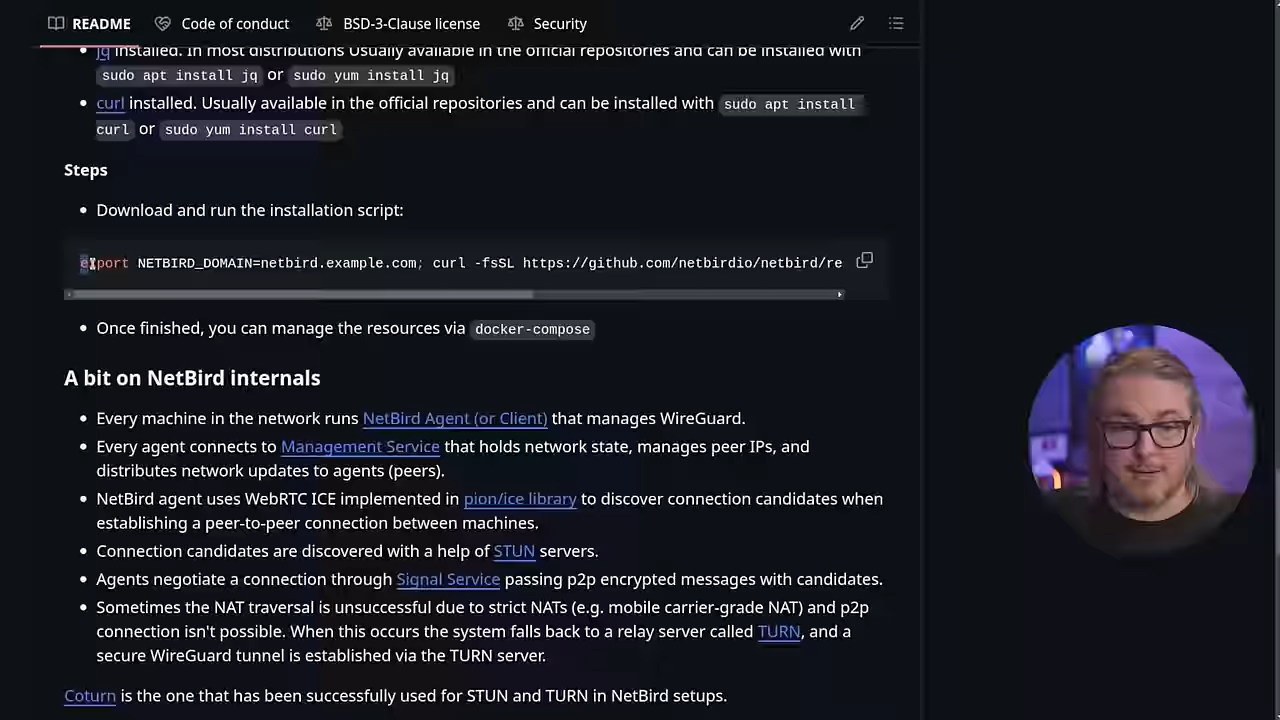 README Code of conduct BSD-3-Clause license Security
jq installed. In most distributions Usually available in the official repositories and can be installed with
sudo apt install jq or sudo yum install jq
curl installed. Usually available in the official repositories and can be installed with sudo apt install
curl or sudo yum install curl
Steps
Download and run the installation script:
export NETBIRD_DOMAIN=netbird.example.com; curl -fsSL https://github.com/netbirdio/netbird/re
Once finished, you can manage the resources via docker-compose
A bit on NetBird internals
Every machine in the network runs NetBird Agent (or Client) that manages WireGuard.
Every agent connects to Management Service that holds network state, manages peer IPs, and
distributes network updates to agents (peers).
NetBird agent uses WebRTC ICE implemented in pion/ice library to discover connection candidates when
establishing a peer-to-peer connection between machines.
Connection candidates are discovered with a help of STUN servers.
Agents negotiate a connection through Signal Service passing p2p encrypted messages with candidates.
Sometimes the NAT traversal is unsuccessful due to strict NATs (e.g. mobile carrier-grade NAT) and p2p
connection isn't possible. When this occurs the system falls back to a relay server called TURN, and a
secure WireGuard tunnel is established via the TURN server.
Coturn is the one that has been successfully used for STUN and TURN in NetBird setups.